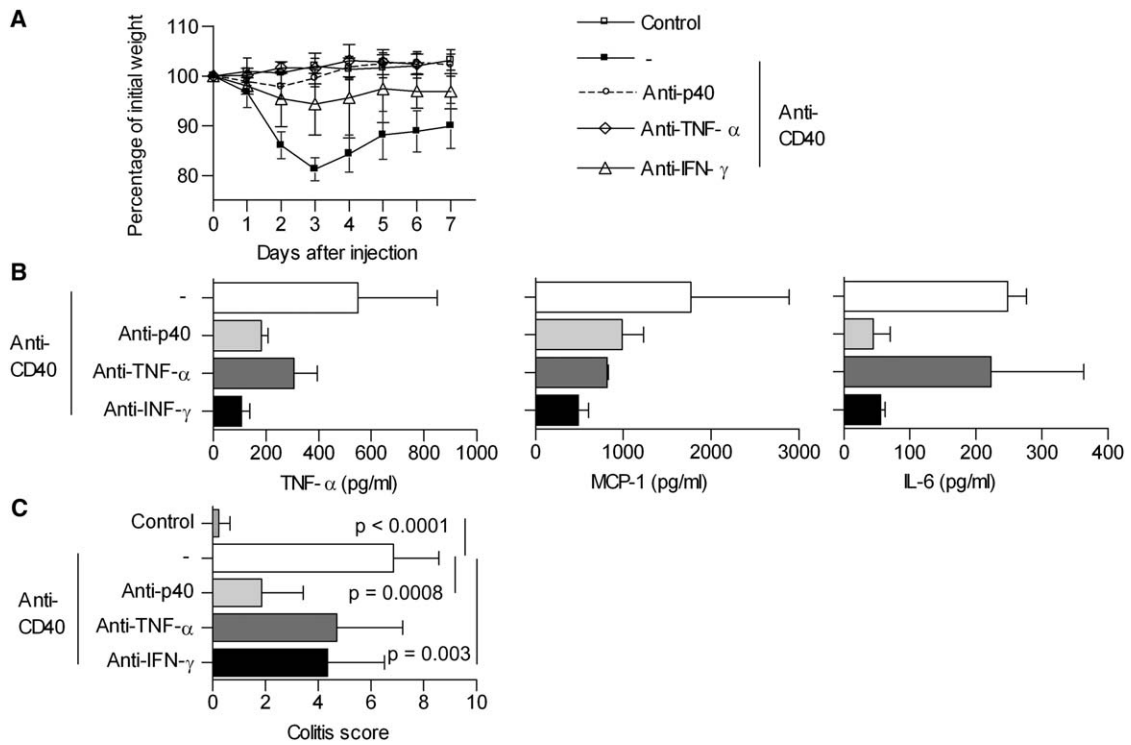 A
Percentage of initial weight
110
100
90
80
0 1 2 3 4 5 6 7
Days after injection
Control
-
Anti-p40
Anti-TNF- α
Anti-IFN- γ
Anti-
CD40
B
Anti-
CD40
-
Anti-p40
Anti-TNF-α
Anti-INF-γ
0 200 400 600 800 1000
TNF- α (pg/ml)
0 1000 2000 3000
MCP-1 (pg/ml)
0 100 200 300 400
IL-6 (pg/ml)
C
Control
-
Anti-p40
Anti-TNF-α
Anti-IFN-γ
Anti-
CD40
p < 0.0001
p = 0.0008
p = 0.003
0 2 4 6 8 10
Colitis score